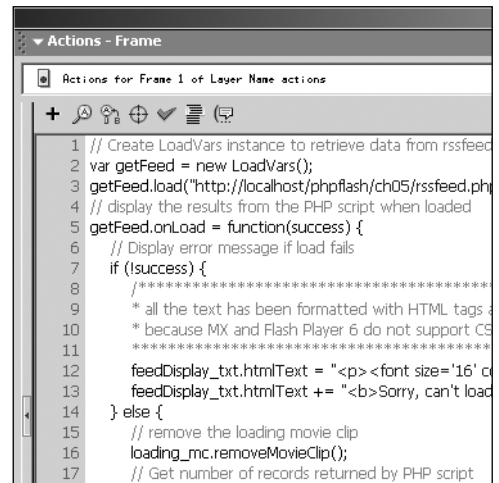 Actions - Frame
Actions for Frame 1 of Layer Name actions
1 // Create LoadVars instance to retrieve data from rssfeed
2 var getFeed = new LoadVars();
3 getFeed.load("http://localhost/phpflash/ch05/rssfeed.php
4 // display the results from the PHP script when loaded
5 getFeed.onLoad = function(success) {
6 // Display error message if load fails
7 if (!success) {
8 /******************************************
9 * all the text has been formatted with HTML tags a
10 * because MX and Flash Player 6 do not support CS
11 ******************************************
12 feedDisplay_txt.htmlText = "<p><font size='16' co
13 feedDisplay_txt.htmlText += "<b>Sorry, can't load
14 } else {
15 // remove the loading movie clip
16 loading_mc.removeMovieClip();
17 // Get number of records returned by PHP script